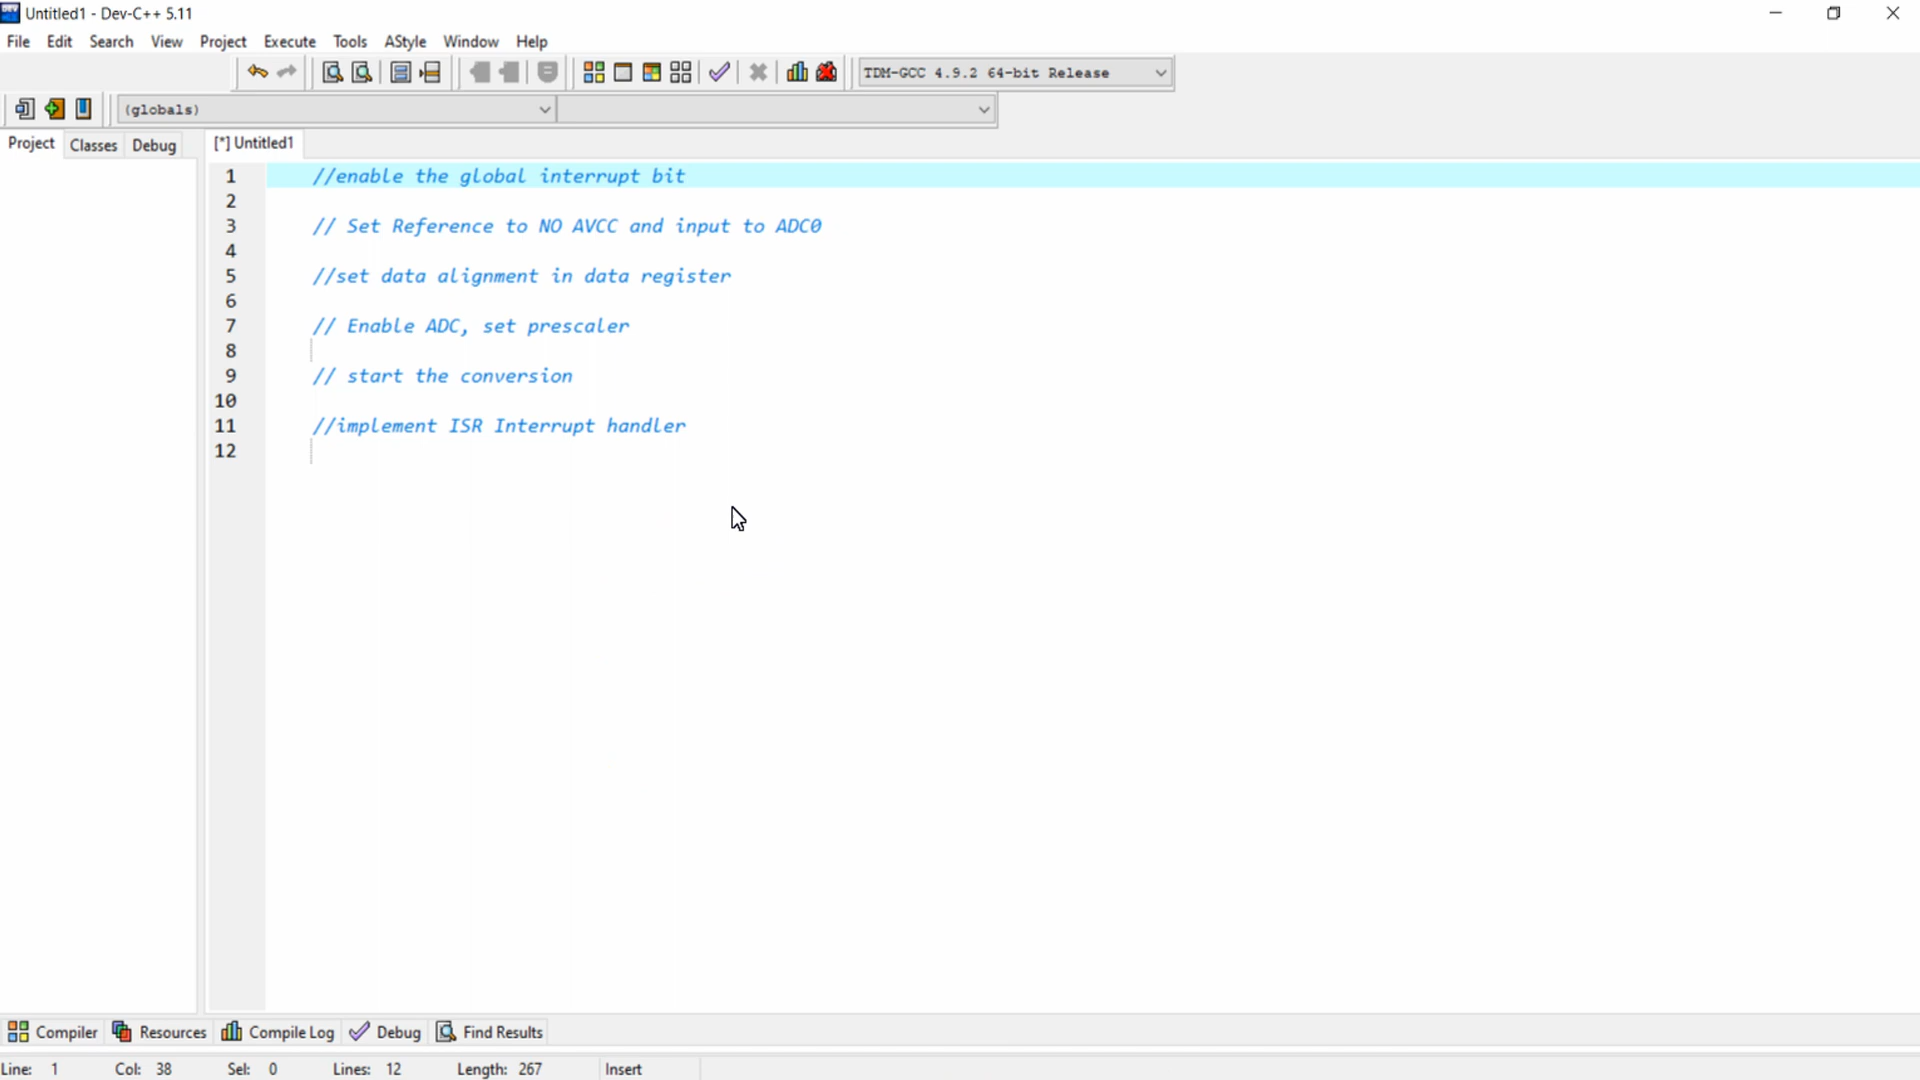 Untitled1 - Dev-C++ 5.11
File Edit Search View Project Execute Tools AStyle Window Help
TDM-GCC 4.9.2 64-bit Release
(globals)
Project Classes Debug [*] Untitled1
1 //enable the global interrupt bit
2
3 // Set Reference to NO AVCC and input to ADC0
4
5 //set data alignment in data register
6
7 // Enable ADC, set prescaler
8
9 // start the conversion
10
11 //implement ISR Interrupt handler
12
Compiler Resources Compile Log Debug Find Results
Line: 1 Col: 38 Sel: 0 Lines: 12 Length: 267 Insert